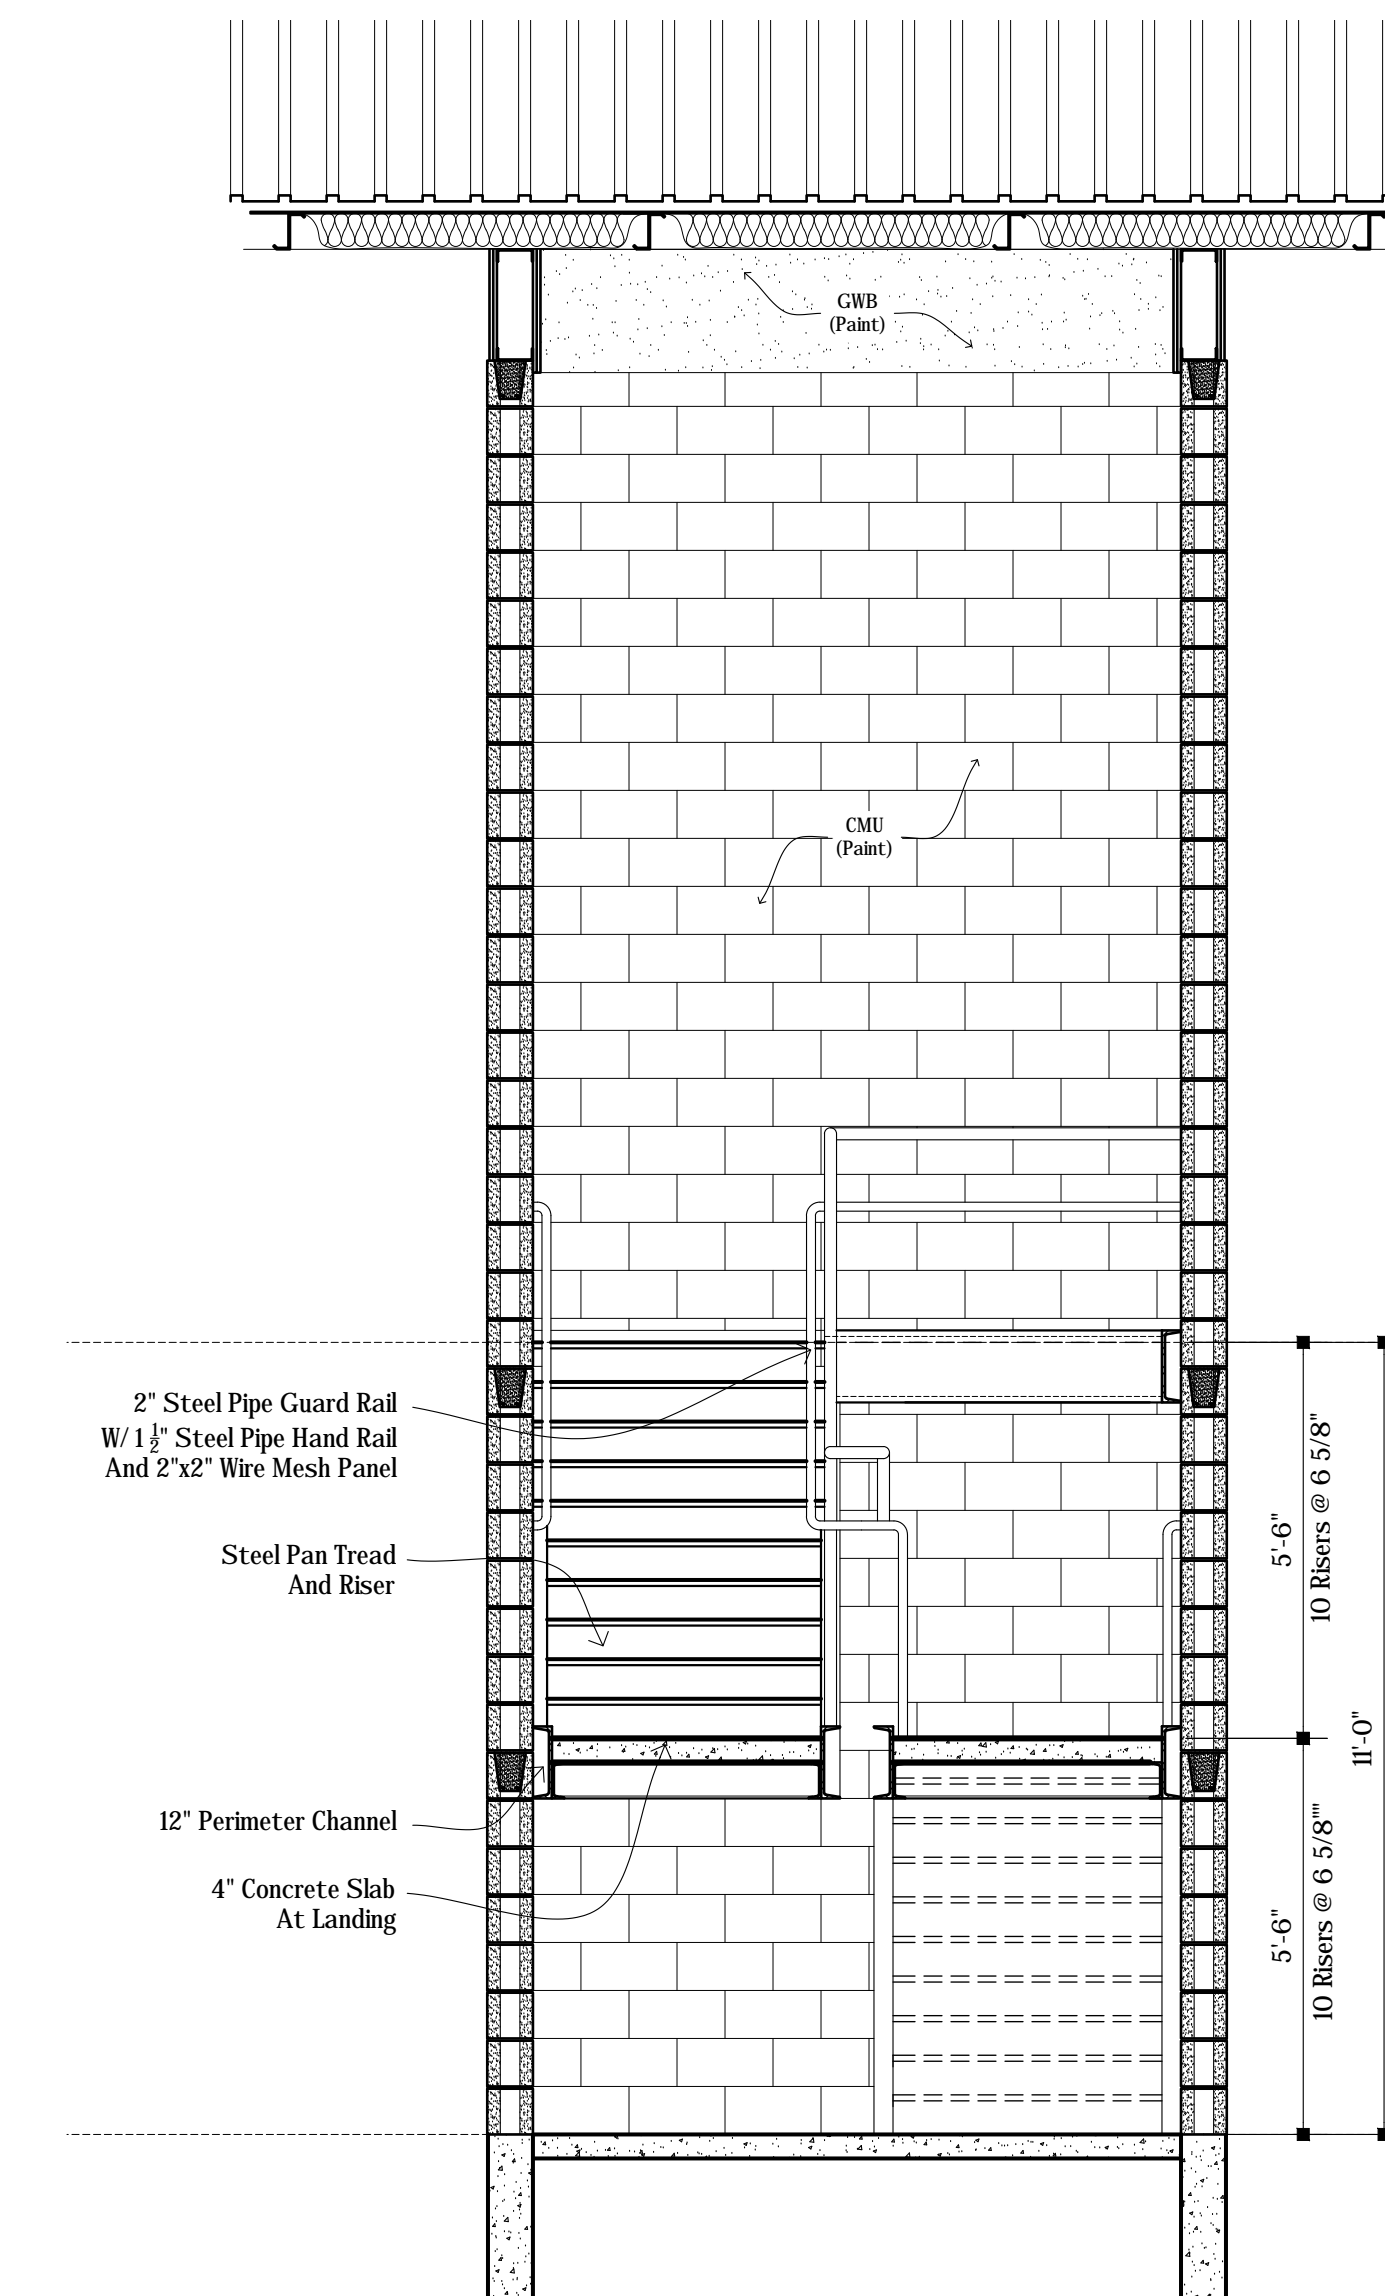 GWB
(Paint)
CMU
(Paint)
2" Steel Pipe Guard Rail
W/ 1 1/2" Steel Pipe Hand Rail
And 2"x2" Wire Mesh Panel
Steel Pan Tread
And Riser
12" Perimeter Channel
4" Concrete Slab
At Landing
5'-6"
10 Risers @ 6 5/8"
11'-0"
5'-6"
10 Risers @ 6 5/8""